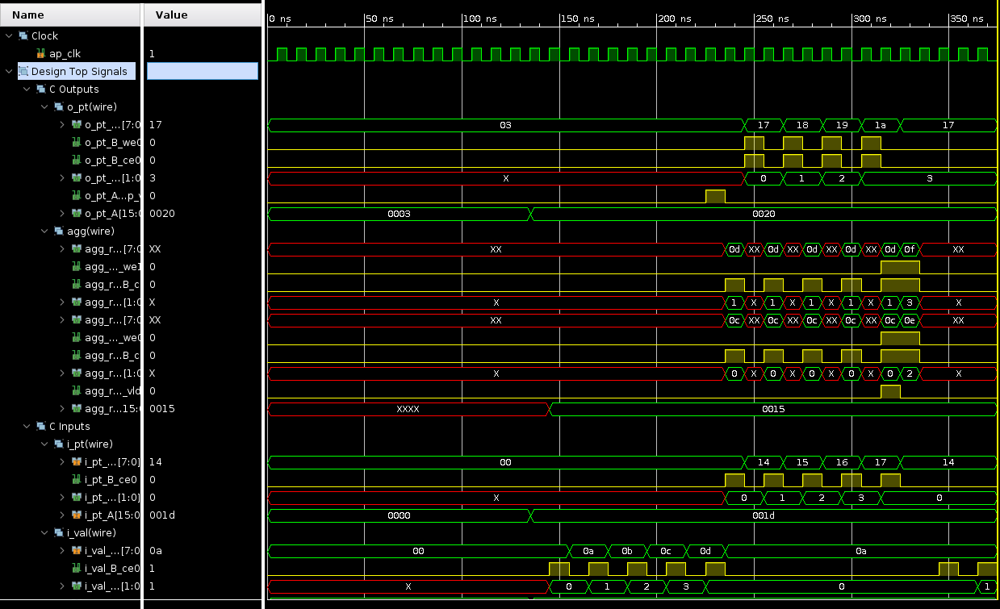 Name Value 0 ns 50 ns 100 ns 150 ns 200 ns 250 ns 300 ns 350 ns
Clock
ap_clk 1
Design Top Signals
C Outputs
o_pt(wire)
o_pt_...[7:0 17 03 17 18 19 1a 17
o_pt_B_we0 0
o_pt_B_ce0 0
o_pt_...[1:0 3 X 0 1 2 3
o_pt_A...p_v 0
o_pt_A[15:0 0020 0003 0020
agg(wire)
agg_r...[7:0 XX XX 0d XX 0d XX 0d XX 0d XX 0d 0f XX
agg_..._we1 0
agg_r...B_c 0
agg_r...[1:0 X X 1 X 1 X 1 X 1 X 1 3 X
agg_r...[7:0 XX XX 0c XX 0c XX 0c XX 0c XX 0c 0e XX
agg_..._we0 0
agg_r...B_c 0
agg_r...[1:0 X X 0 X 0 X 0 X 0 X 0 2 X
agg_r..._vld 0
agg_r...15:0 0015 XXXX 0015
C Inputs
i_pt(wire)
i_pt_...[7:0] 14 00 14 15 16 17 14
i_pt_B_ce0 0
i_pt_...[1:0] 0 X 0 1 2 3 0
i_pt_A[15:0 001d 0000 001d
i_val(wire)
i_val_...[7:0 0a 00 0a 0b 0c 0d 0a
i_val_B_ce0 1
i_val_...[1:0 1 X 0 1 2 3 0 1